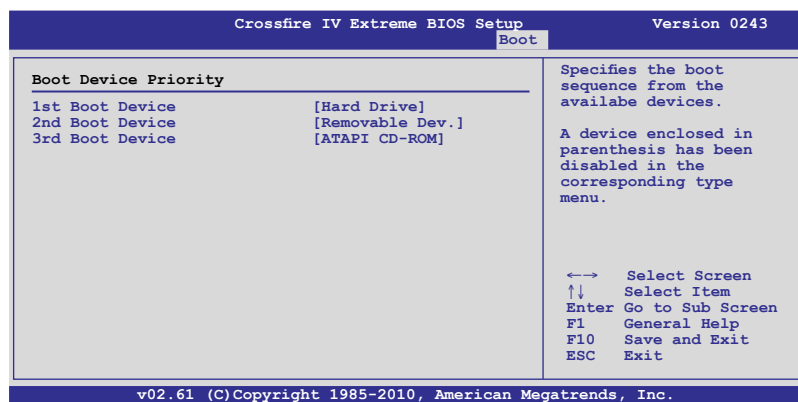 Crossfire IV Extreme BIOS Setup Version 0243
Boot
Boot Device Priority
1st Boot Device [Hard Drive]
2nd Boot Device [Removable Dev.]
3rd Boot Device [ATAPI CD-ROM]
Specifies the boot
sequence from the
availabe devices.
A device enclosed in
parenthesis has been
disabled in the
corresponding type
menu.
←→ Select Screen
↑↓ Select Item
Enter Go to Sub Screen
F1 General Help
F10 Save and Exit
ESC Exit
v02.61 (C)Copyright 1985-2010, American Megatrends, Inc.